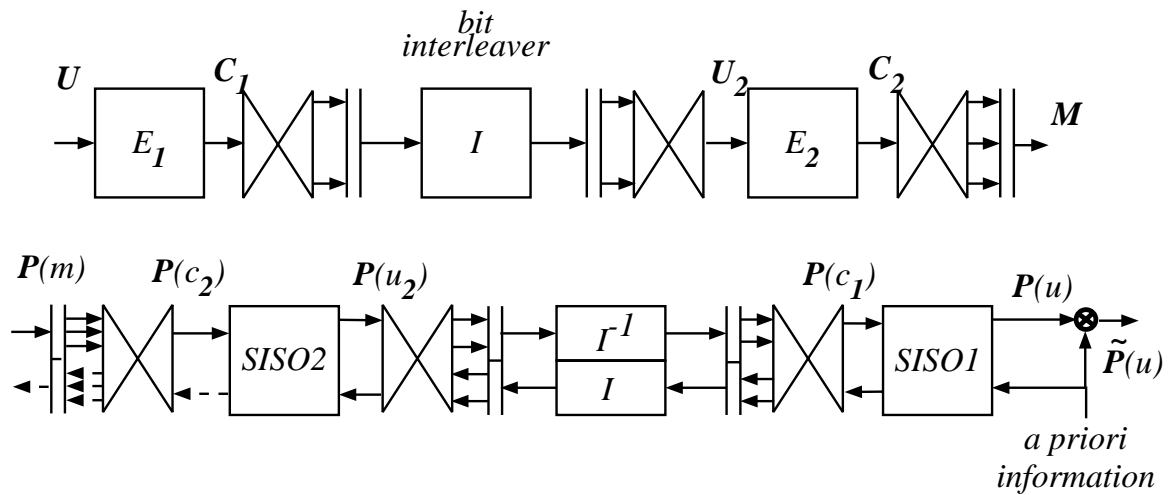 bit
interleaver
U
C1
U2
C2
M
E1
I
E2
P(m)
P(c2)
P(u2)
P(c1)
P(u)
SISO2
I-1
I
SISO1
P̃(u)
a priori
information